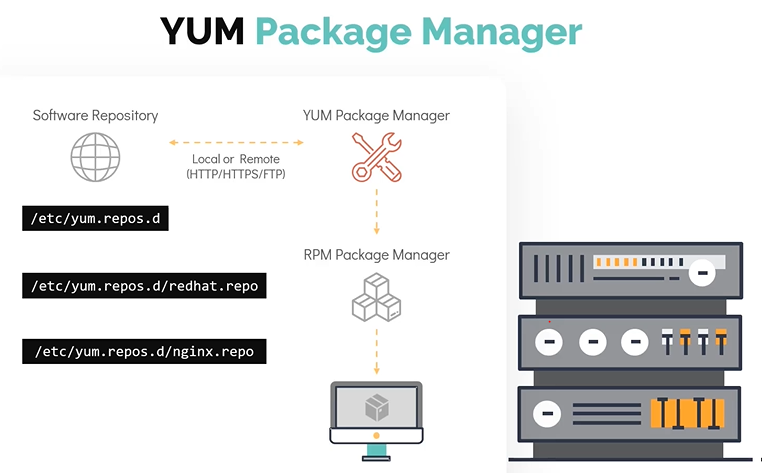 YUM Package Manager
Software Repository
YUM Package Manager
Local or Remote
(HTTP/HTTPS/FTP)
/etc/yum.repos.d
RPM Package Manager
/etc/yum.repos.d/redhat.repo
/etc/yum.repos.d/nginx.repo